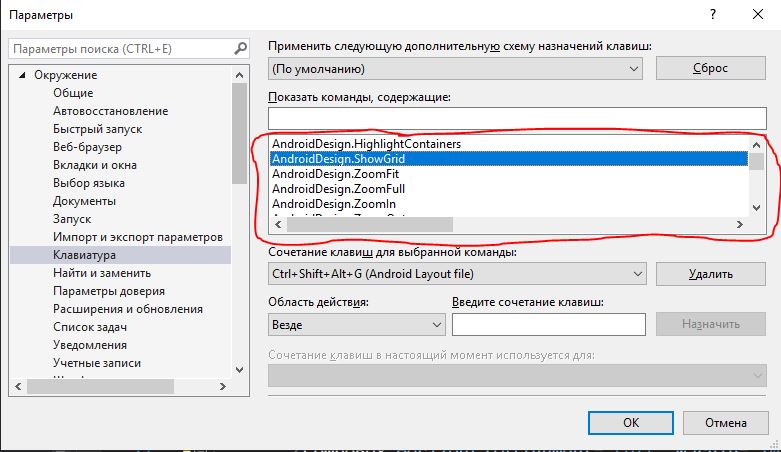 Параметры
?
Параметры поиска (CTRL+E)
Окружение
Общие
Автовосстановление
Быстрый запуск
Веб-браузер
Вкладки и окна
Выбор языка
Документы
Запуск
Импорт и экспорт параметров
Клавиатура
Найти и заменить
Параметры доверия
Расширения и обновления
Список задач
Уведомления
Учетные записи
Применить следующую дополнительную схему назначений клавиш:
(По умолчанию)
Сброс
Показать команды, содержащие:
AndroidDesign.HighlightContainers
AndroidDesign.ShowGrid
AndroidDesign.ZoomFit
AndroidDesign.ZoomFull
AndroidDesign.ZoomIn
Сочетание клавиш для выбранной команды:
Ctrl+Shift+Alt+G (Android Layout file)
Удалить
Область действия:
Введите сочетание клавиш:
Везде
Назначить
Сочетание клавиш в настоящий момент используется для:
ОК
Отмена